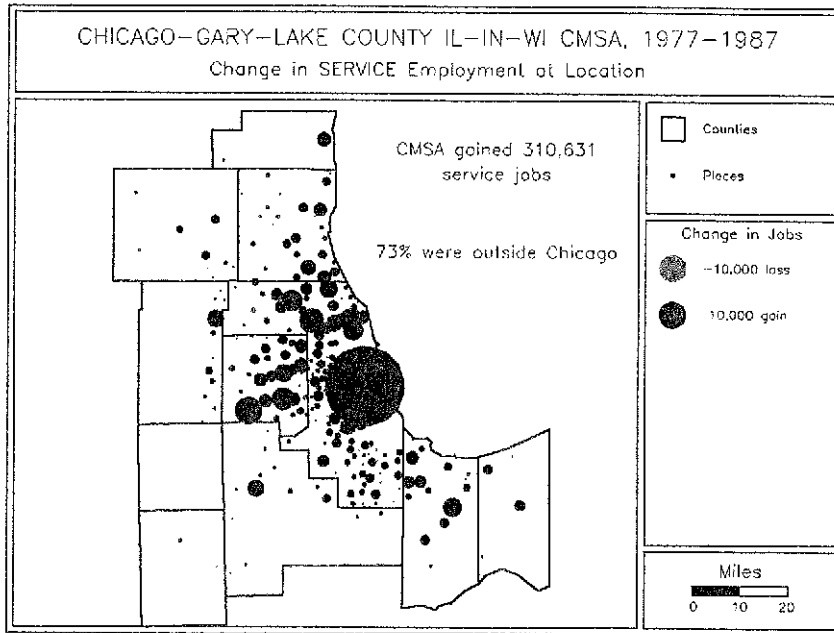 CHICAGO-GARY-LAKE COUNTY IL-IN-WI CMSA, 1977-1987
Change in SERVICE Employment at Location
CMSA gained 310,631
service jobs
73% were outside Chicago
Counties
Places
Change in Jobs
-10,000 loss
10,000 gain
Miles
0 10 20